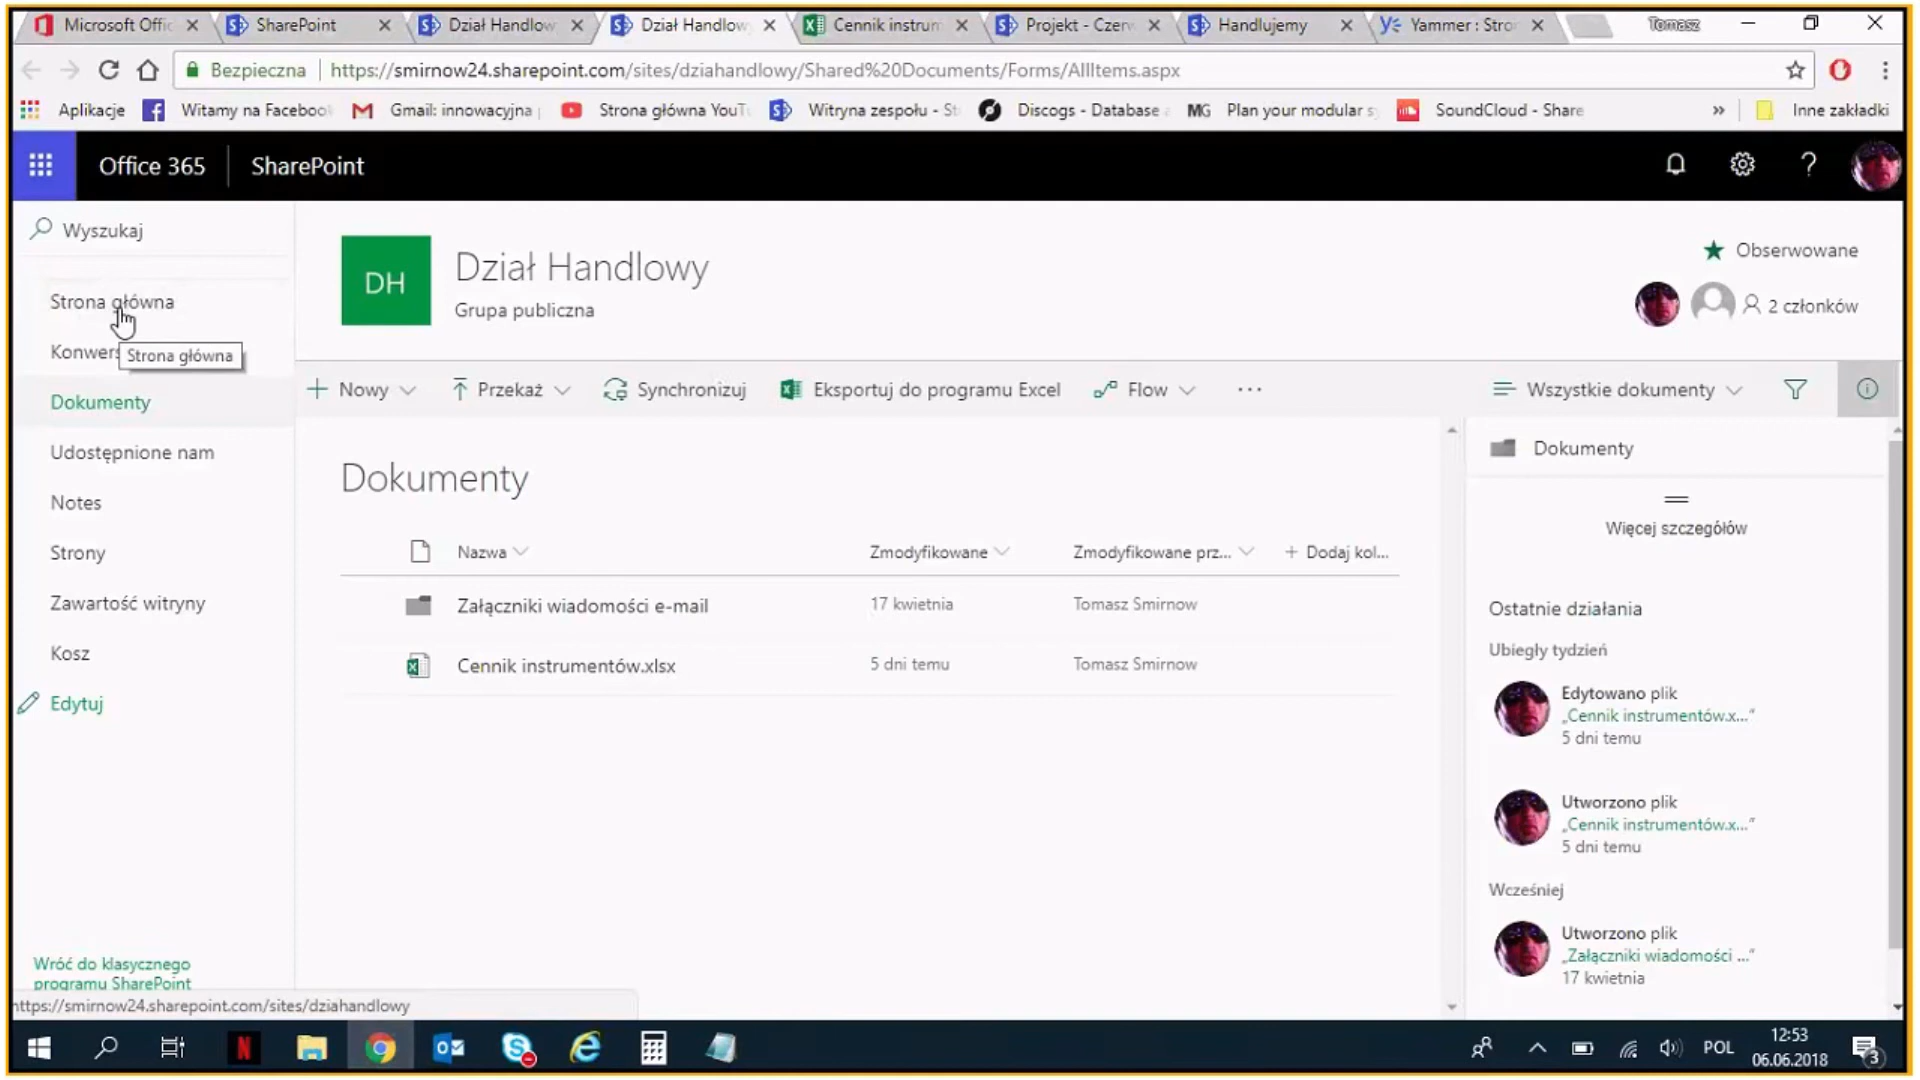 Microsoft Offic
SharePoint
Dział Handlow
Dział Handlow
Cennik instrum
Projekt - Czerw
Handlujemy
Yammer : Stro
Tomasz
Bezpieczna
https://smirnow24.sharepoint.com/sites/dziahandlowy/Shared%20Documents/Forms/AllItems.aspx
Aplikacje
Witamy na Faceboo
Gmail: innowacyjna
Strona główna YouT
Witryna zespołu - St
Discogs - Database
MG
Plan your modular s
SoundCloud - Share
»
Inne zakładki
Office 365
SharePoint
Wyszukaj
DH
Dział Handlowy
Grupa publiczna
Obserwowane
2 członków
Strona główna
Konwers
Strona główna
Dokumenty
Udostępnione nam
Notes
Strony
Zawartość witryny
Kosz
Edytuj
Wróć do klasycznego
programu SharePoint
https://smirnow24.sharepoint.com/sites/dziahandlowy
Nowy
Przekaż
Synchronizuj
Eksportuj do programu Excel
Flow
...
Wszystkie dokumenty
Dokumenty
Nazwa
Zmodyfikowane
Zmodyfikowane prz...
+ Dodaj kol...
Załączniki wiadomości e-mail
17 kwietnia
Tomasz Smirnow
Cennik instrumentów.xlsx
5 dni temu
Tomasz Smirnow
Dokumenty
Więcej szczegółów
Ostatnie działania
Ubiegły tydzień
Edytowano plik
„Cennik instrumentów.x...”
5 dni temu
Utworzono plik
„Cennik instrumentów.x...”
5 dni temu
Wcześniej
Utworzono plik
„Załączniki wiadomości ...”
17 kwietnia
POL
12:53
06.06.2018
3